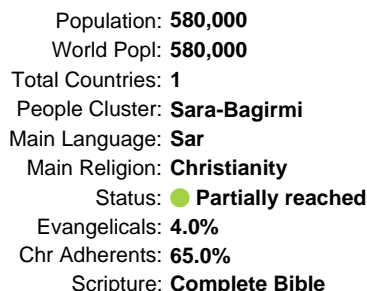 Population: 580,000
World Popl: 580,000
Total Countries: 1
People Cluster: Sara-Bagirmi
Main Language: Sar
Main Religion: Christianity
Status: Partially reached
Evangelicals: 4.0%
Chr Adherents: 65.0%
Scripture: Complete Bible